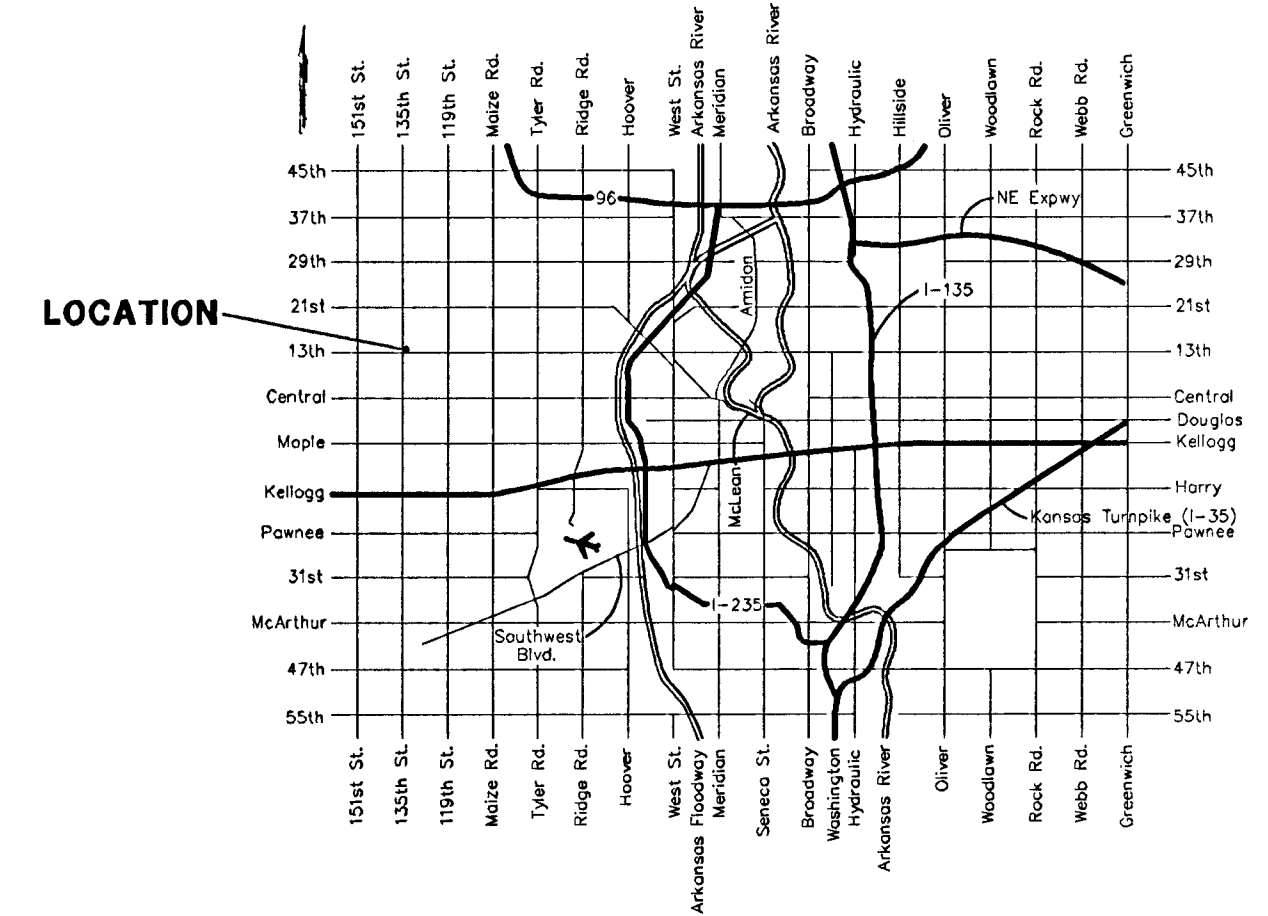 151st St.
135th St.
119th St.
Maize Rd.
Tyler Rd.
Ridge Rd.
Hoover
West St.
Arkansas River
Meridian
Arkansas River
Broadway
Hydraulic
Hillside
Oliver
Woodlawn
Rock Rd.
Webb Rd.
Greenwich
45th
45th
96
NE Expwy
37th
37th
29th
29th
Amidon
I-135
LOCATION
21st
21st
13th
13th
Central
Central
Douglas
Maple
Kellogg
McLean
Kellogg
Harry
Kansas Turnpike (I-35)
Pawnee
Pawnee
31st
31st
I-235
McArthur
McArthur
Southwest
Blvd.
47th
47th
55th
55th
151st St.
135th St.
119th St.
Maize Rd.
Tyler Rd.
Ridge Rd.
Hoover
West St.
Arkansas Floodway
Meridian
Seneca St.
Broadway
Washington
Hydraulic
Arkansas River
Oliver
Woodlawn
Rock Rd.
Webb Rd.
Greenwich